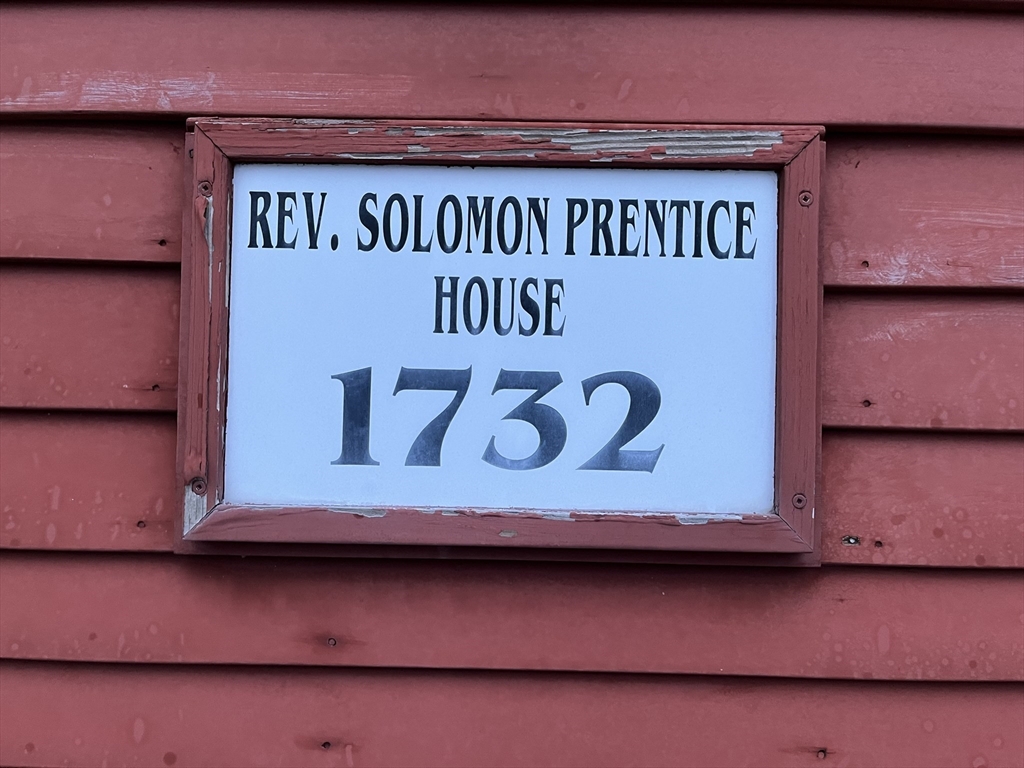 REV. SOLOMON PRENTICE
HOUSE
1732